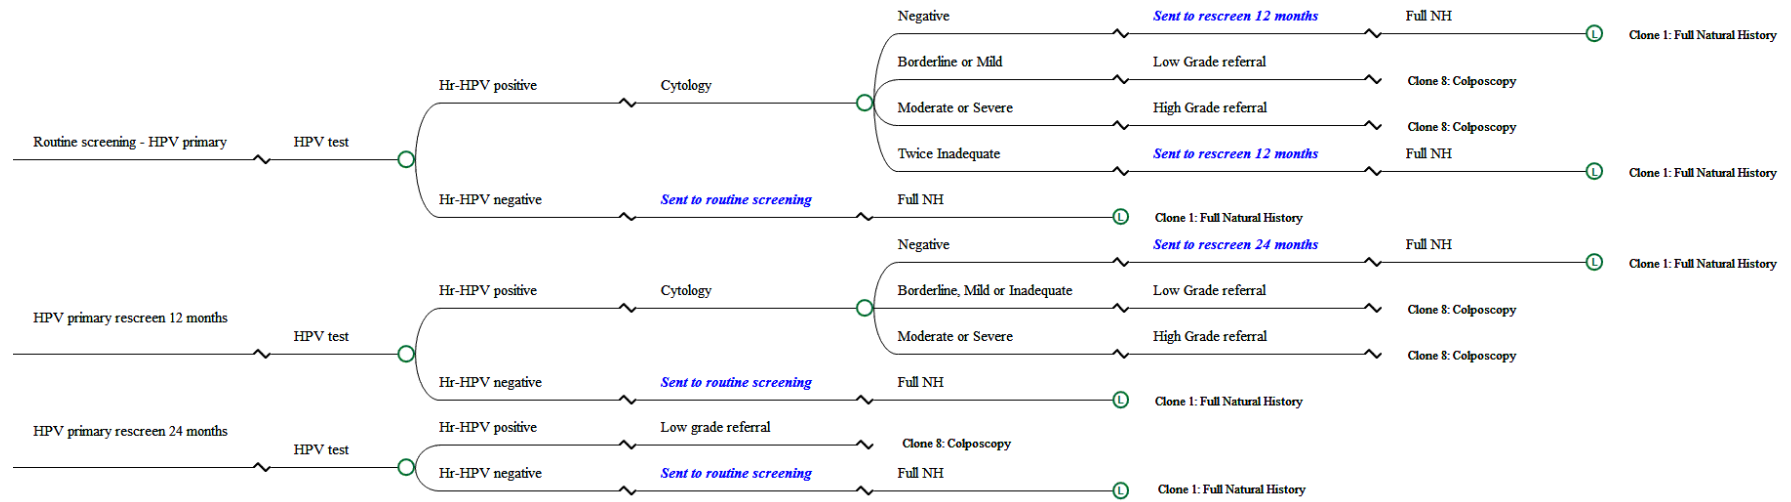 Negative
Sent to rescreen 12 months
Full NH
L
Clone 1: Full Natural History
Borderline or Mild
Low Grade referral
Clone 8: Colposcopy
Hr-HPV positive
Cytology
Moderate or Severe
High Grade referral
Clone 8: Colposcopy
Routine screening - HPV primary
HPV test
Twice Inadequate
Sent to rescreen 12 months
Full NH
L
Clone 1: Full Natural History
Hr-HPV negative
Sent to routine screening
Full NH
L
Clone 1: Full Natural History
Negative
Sent to rescreen 24 months
Full NH
L
Clone 1: Full Natural History
Hr-HPV positive
Cytology
Borderline, Mild or Inadequate
Low Grade referral
Clone 8: Colposcopy
HPV primary rescreen 12 months
HPV test
Moderate or Severe
High Grade referral
Clone 8: Colposcopy
Hr-HPV negative
Sent to routine screening
Full NH
L
Clone 1: Full Natural History
HPV primary rescreen 24 months
HPV test
Hr-HPV positive
Low grade referral
Clone 8: Colposcopy
Hr-HPV negative
Sent to routine screening
Full NH
L
Clone 1: Full Natural History